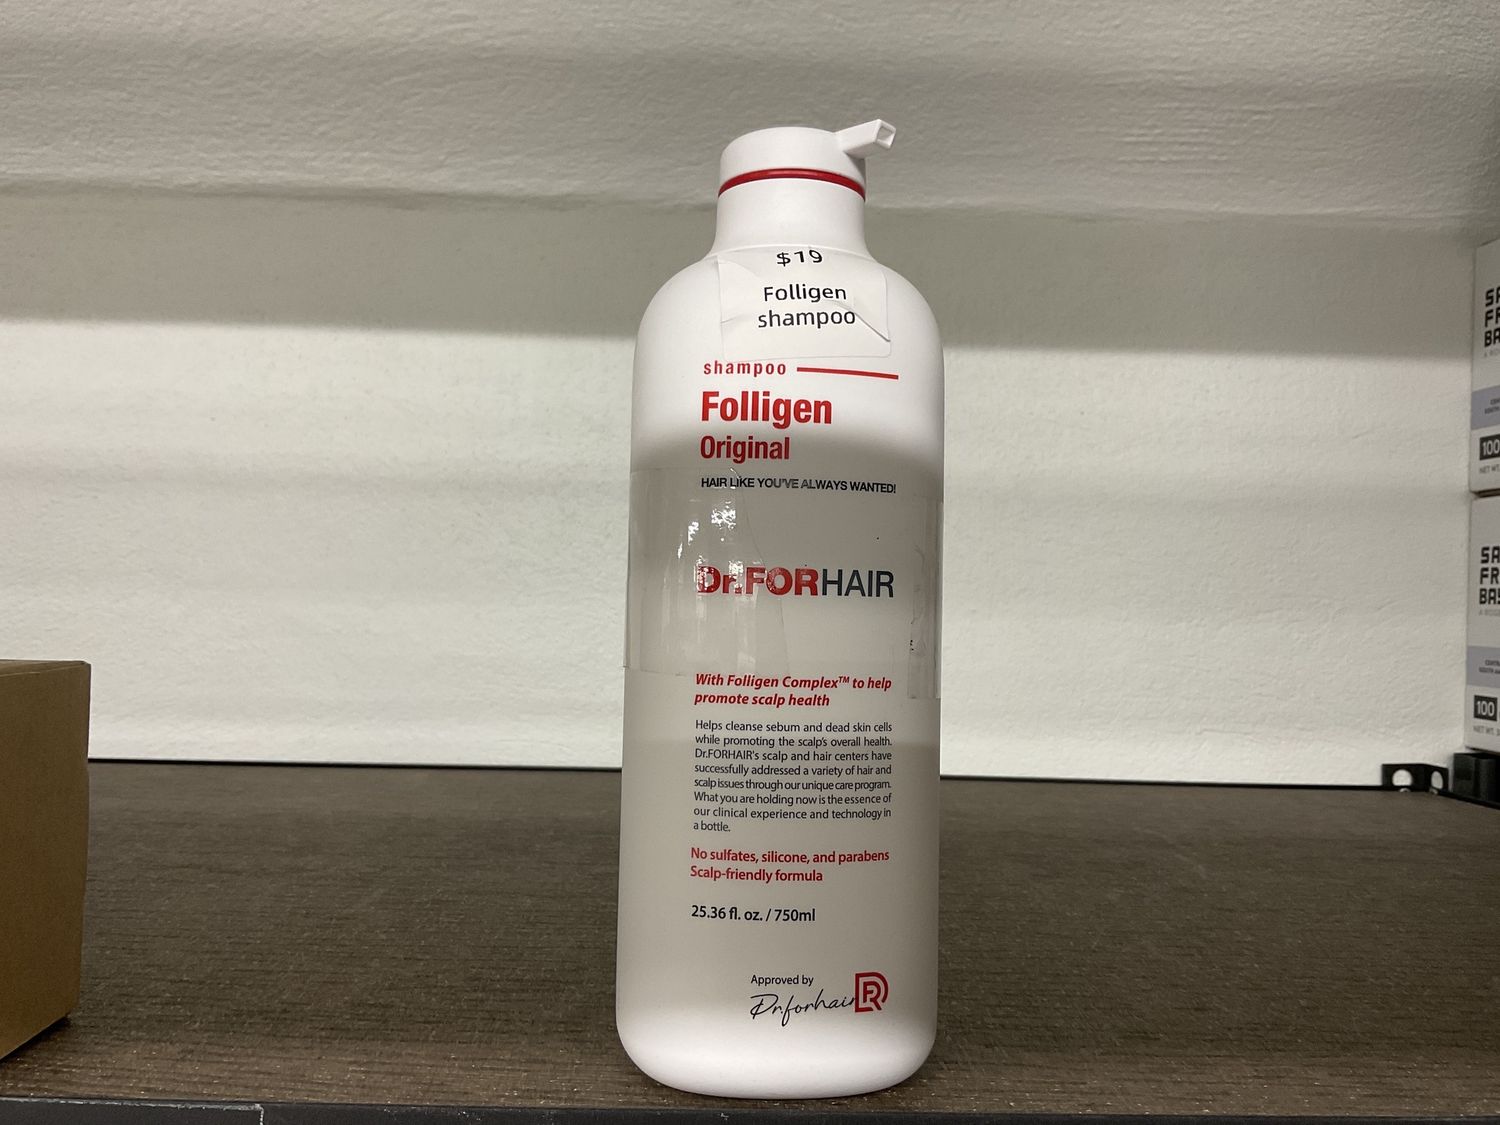 $19
Folligen
shampoo
shampoo
Folligen
Original
HAIR LIKE YOU'VE ALWAYS WANTED!
Dr.FORHAIR
With Folligen Complex™ to help
promote scalp health
Helps cleanse sebum and dead skin cells
while promoting the scalp's overall health.
Dr.FORHAIR's scalp and hair centers have
successfully addressed a variety of hair and
scalp issues through our unique care program.
What you are holding now is the essence of
our clinical experience and technology in
a bottle.
No sulfates, silicone, and parabens
Scalp-friendly formula
25.36 fl. oz. / 750ml
Approved by
Dr.forhair
100
100